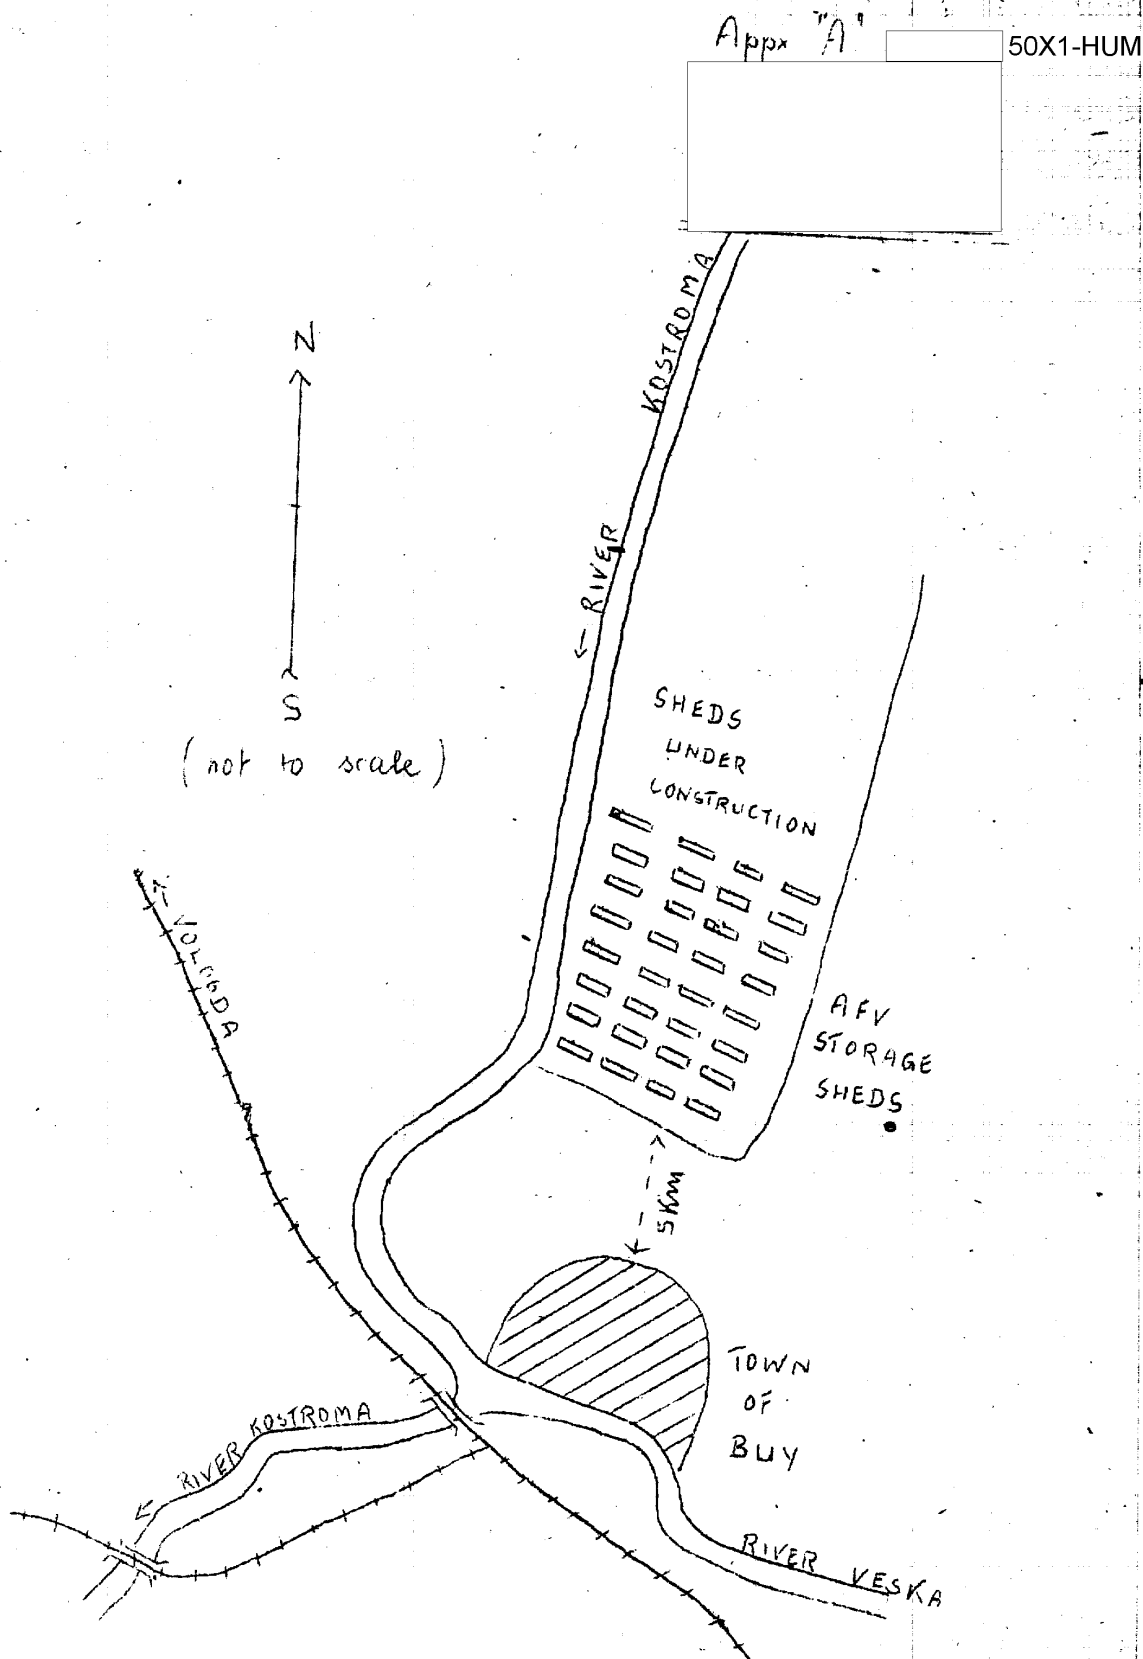 Appx "A"
50X1-HUM
RIVER KOSTROMA
N
S
(not to scale)
SHEDS
UNDER
CONSTRUCTION
VOLOGDA
AFV
STORAGE
SHEDS
5KM
TOWN
OF
BUY
RIVER KOSTROMA
RIVER VESKA